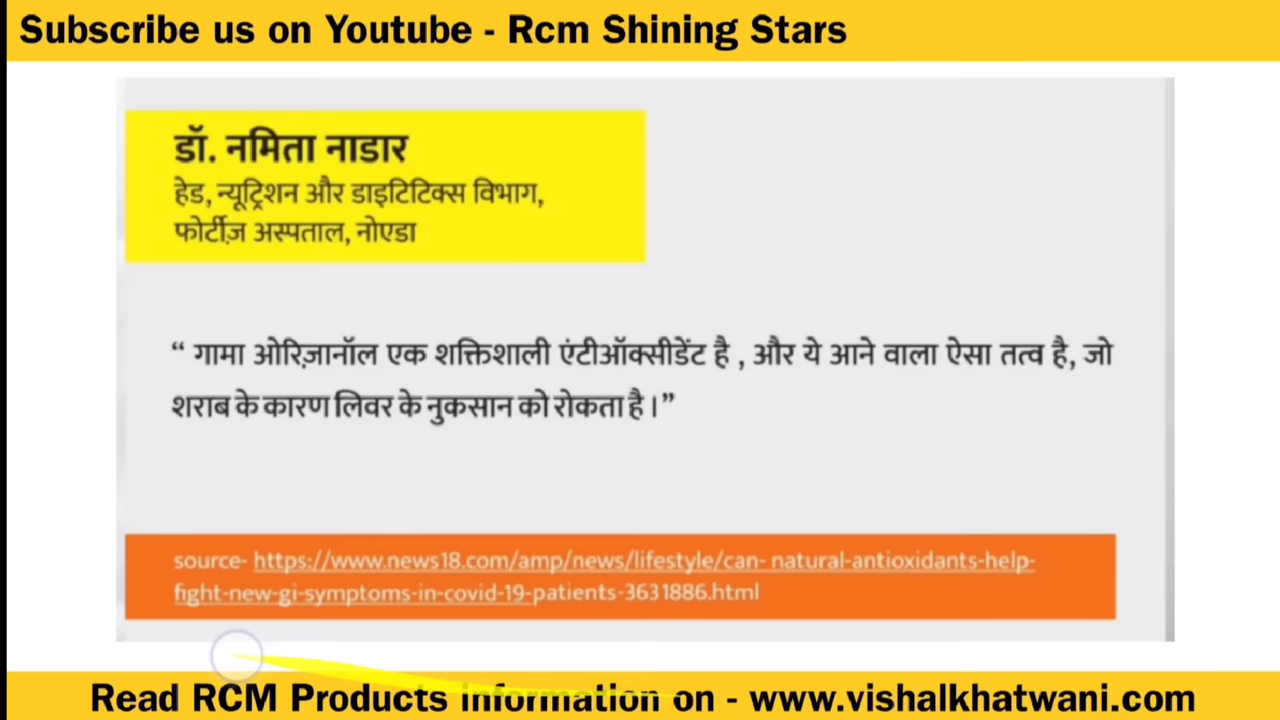 Subscribe us on Youtube - Rcm Shining Stars
डॉ. नमिता नाडार
हेड, न्यूट्रिशन और डाइटिटिक्स विभाग,
फोर्टीज़ अस्पताल, नोएडा
“ गामा ओरिज़ानॉल एक शक्तिशाली एंटीऑक्सीडेंट है , और ये आने वाला ऐसा तत्व है, जो
शराब के कारण लिवर के नुकसान को रोकता है।”
source- https://www.news18.com/amp/news/lifestyle/can- natural-antioxidants-help-
fight-new-gi-symptoms-in-covid-19-patients-3631886.html
Read RCM Products information on - www.vishalkhatwani.com